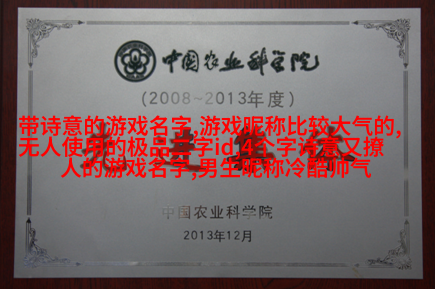 中国农业科学院
(2008~2013年度)
带诗意的游戏名字,游戏昵称比较大气的,
无人使用的极品 字id,4个字诗意又撩
人的游戏名字,男生昵称冷酷帅气
中国农业科学院
2013年12月